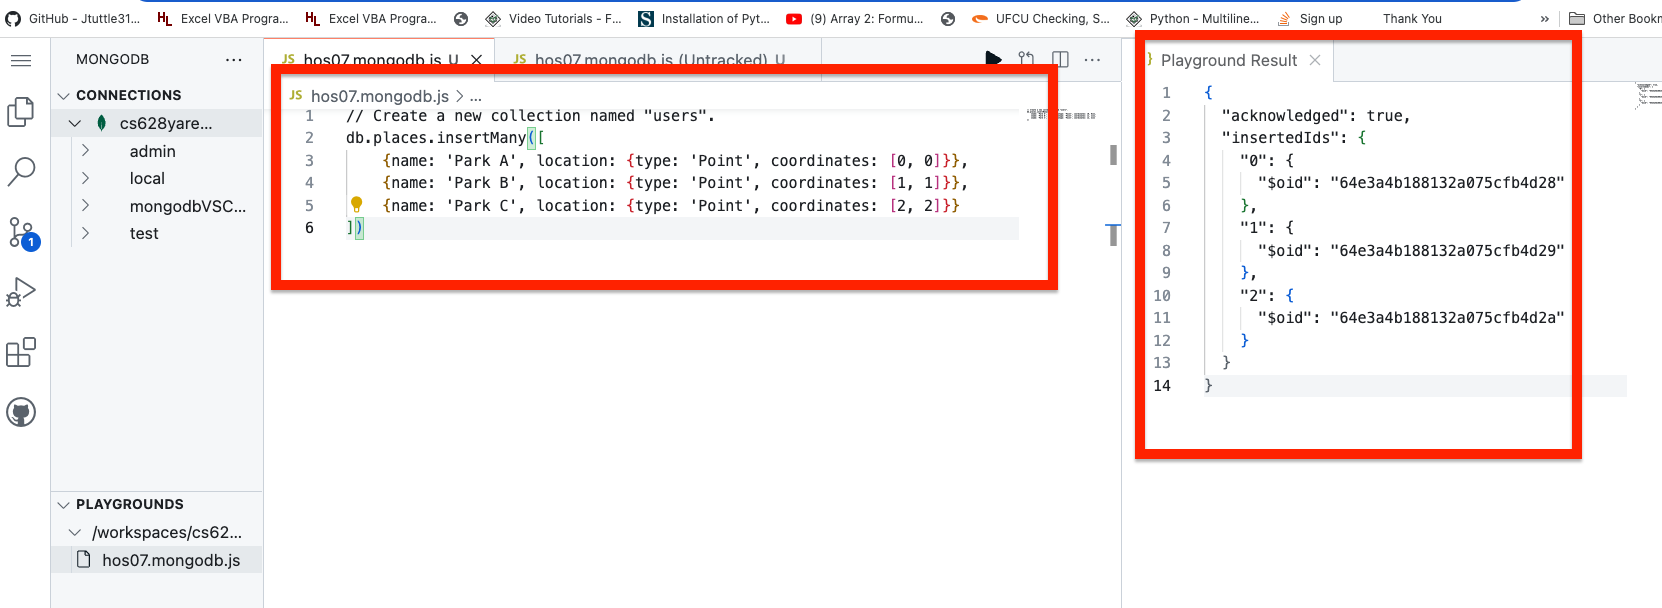 GitHub - Jtuttle31...
Excel VBA Progra...
Excel VBA Progra...
Video Tutorials - F...
Installation of Pyt...
(9) Array 2: Formu...
UFCU Checking, S...
Python - Multiline...
Sign up
Thank You
»
Other Bookm
MONGODB
...
JS hos07.mongodb.js U
JS hos07.mongodb.js (Untracked) U
...
} Playground Result
CONNECTIONS
cs628yare...
admin
local
mongodbVSC...
test
1
JS hos07.mongodb.js > ...
1 // Create a new collection named "users".
2 db.places.insertMany([
3 {name: 'Park A', location: {type: 'Point', coordinates: [0, 0]}},
4 {name: 'Park B', location: {type: 'Point', coordinates: [1, 1]}},
5 {name: 'Park C', location: {type: 'Point', coordinates: [2, 2]}}
6 ])
1 {
2 "acknowledged": true,
3 "insertedIds": {
4 "0": {
5 "$oid": "64e3a4b188132a075cfb4d28"
6 },
7 "1": {
8 "$oid": "64e3a4b188132a075cfb4d29"
9 },
10 "2": {
11 "$oid": "64e3a4b188132a075cfb4d2a"
12 }
13 }
14 }
PLAYGROUNDS
/workspaces/cs62...
hos07.mongodb.js